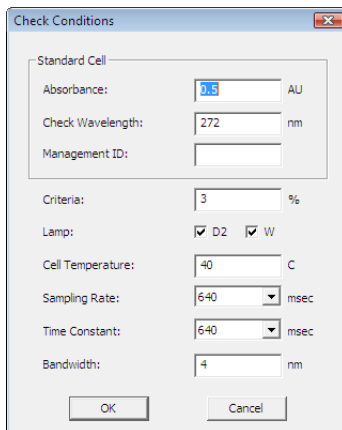 Check Conditions
Standard Cell
Absorbance: 0.5 AU
Check Wavelength: 272 nm
Management ID:
Criteria: 3 %
Lamp: D2 W
Cell Temperature: 40 C
Sampling Rate: 640 msec
Time Constant: 640 msec
Bandwidth: 4 nm
OK Cancel